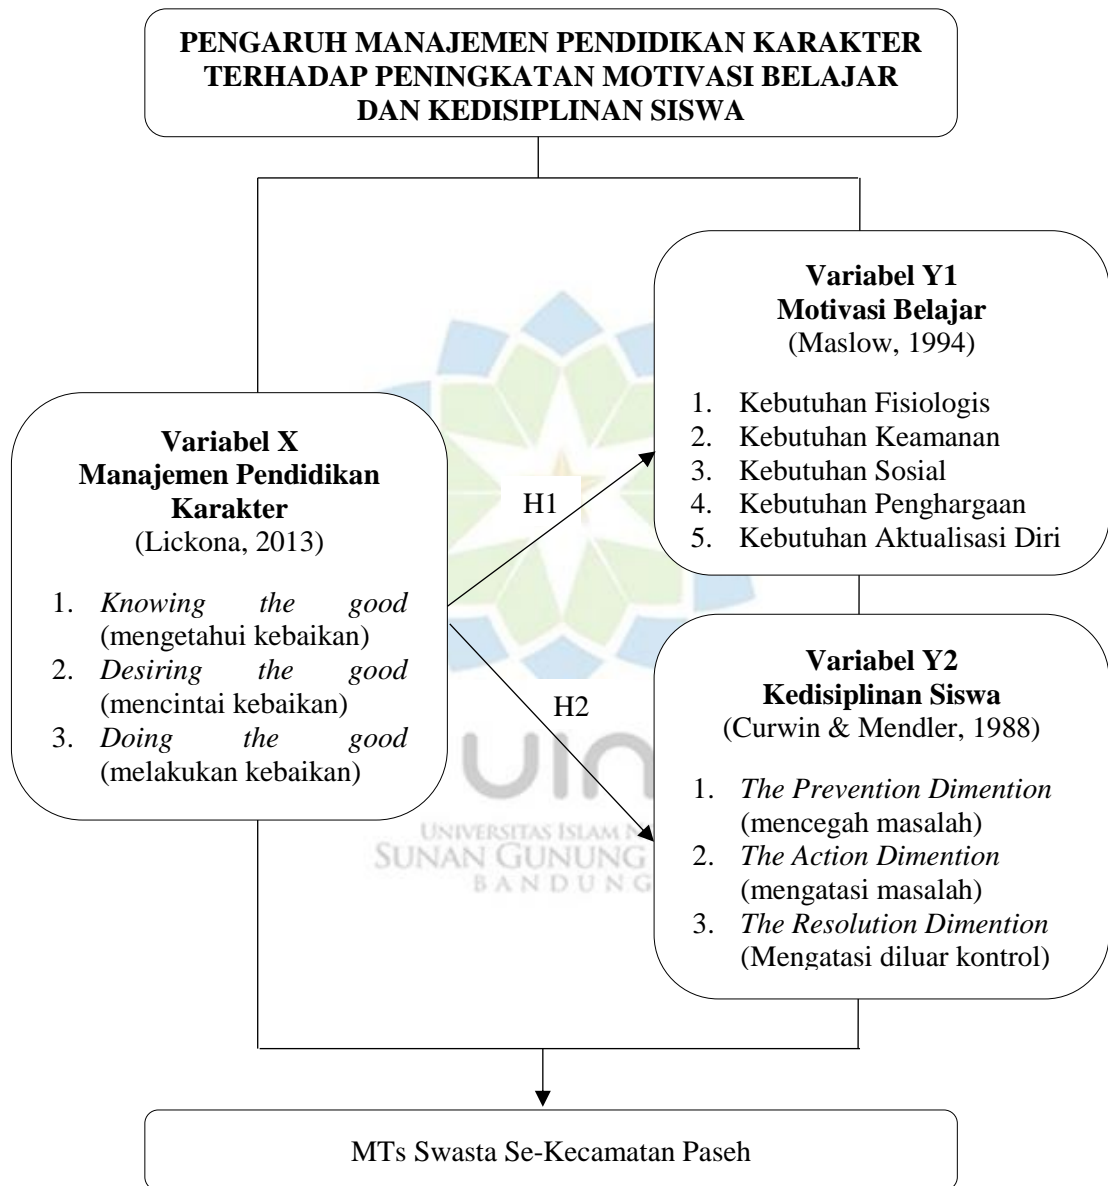 PENGARUH MANAJEMEN PENDIDIKAN KARAKTER
TERHADAP PENINGKATAN MOTIVASI BELAJAR
DAN KEDISIPLINAN SISWA
Variabel X
Manajemen Pendidikan
Karakter
(Lickona, 2013)
1. Knowing the good
(mengetahui kebaikan)
2. Desiring the good
(mencintai kebaikan)
3. Doing the good
(melakukan kebaikan)
H1
H2
Variabel Y1
Motivasi Belajar
(Maslow, 1994)
1. Kebutuhan Fisiologis
2. Kebutuhan Keamanan
3. Kebutuhan Sosial
4. Kebutuhan Penghargaan
5. Kebutuhan Aktualisasi Diri
Variabel Y2
Kedisiplinan Siswa
(Curwin & Mendler, 1988)
1. The Prevention Dimention
(mencegah masalah)
2. The Action Dimention
(mengatasi masalah)
3. The Resolution Dimention
(Mengatasi diluar kontrol)
uin
UNIVERSITAS ISLAM
SUNAN GUNUNG
BANDUNG
MTs Swasta Se-Kecamatan Paseh